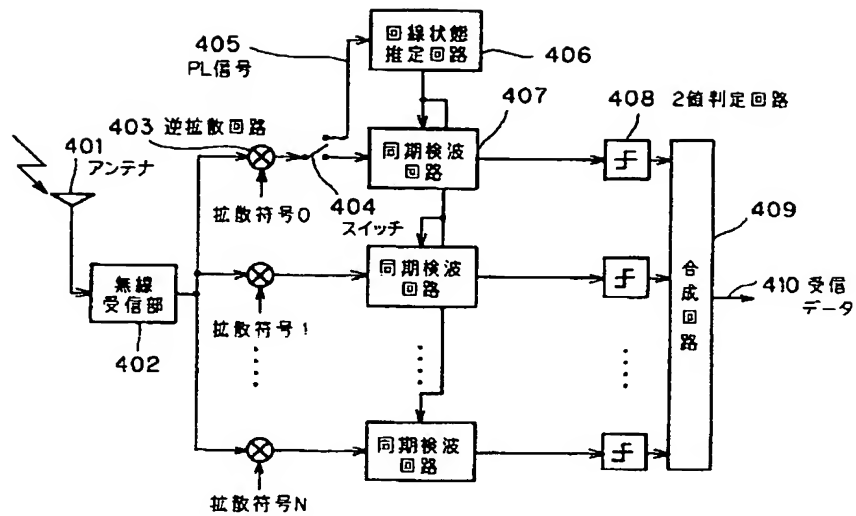 405
PL信号
回線状態
推定回路
406
407
408 2値判定回路
403 逆拡散回路
401
アンテナ
同期検波
回路
404
スイッチ
拡散符号0
409
無線
受信部
402
同期検波
回路
拡散符号1
合成回路
410 受信
データ
同期検波
回路
拡散符号N